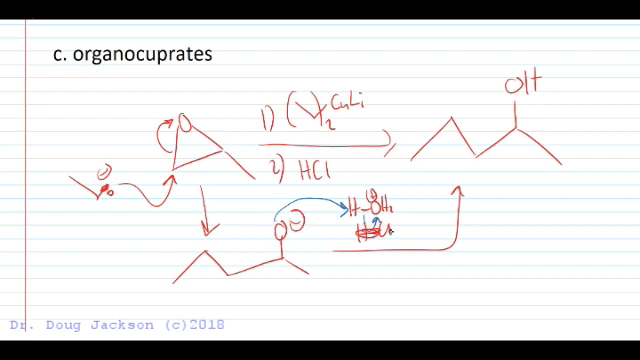 c. organocuprates
OH
O
1) ( )2CuLi
2) HCl
⊖
O ⊖
H-OH2 ⊕
Dr. Doug Jackson (c)2018